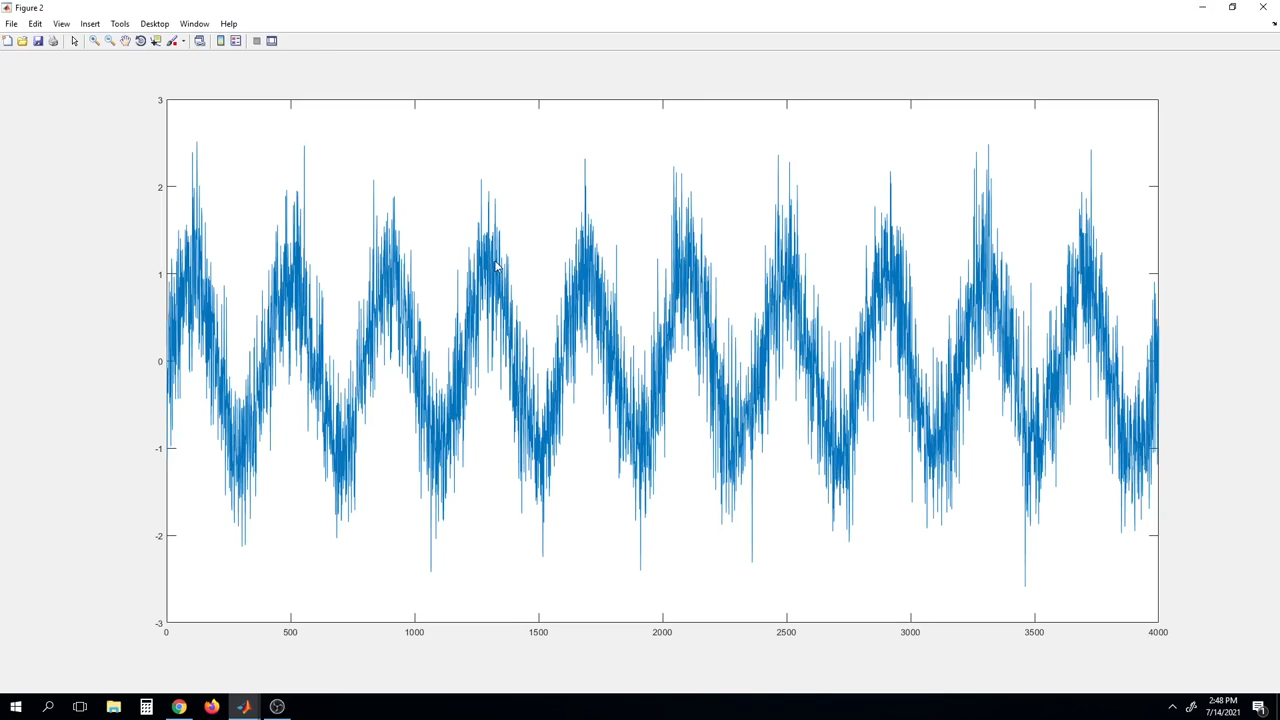 Figure 2
File Edit View Insert Tools Desktop Window Help
3
2
1
0
-1
-2
-3
0 500 1000 1500 2000 2500 3000 3500 4000
2:48 PM
7/14/2021
1